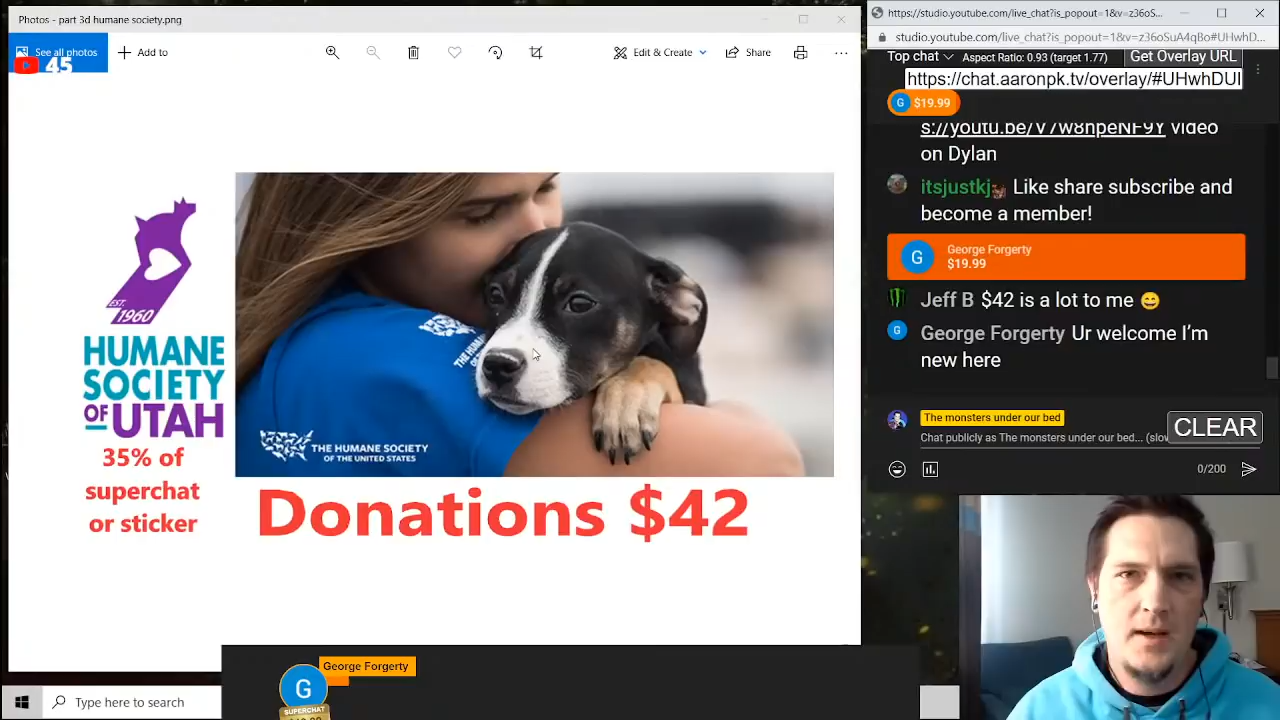 Photos - part 3d humane society.png
See all photos
Add to
Edit & Create
Share
45
EST.
1960
HUMANE
SOCIETY
OF UTAH
35% of
superchat
or sticker
THE HUMANE SOCIETY
OF THE UNITED STATES
Donations $42
George Forgerty
G
SUPERCHAT
Type here to search
https://studio.youtube.com/live_chat?is_popout=1&v=z36oS...
studio.youtube.com/live_chat?is_popout=1&v=z36oSuA4qBo#UHwhD...
Top chat
Aspect Ratio: 0.93 (target 1.77)
Get Overlay URL
https://chat.aaronpk.tv/overlay/#UHwhDUI
G $19.99
s://youtu.be/V7w8hpeNF9Y video
on Dylan
itsjustkj Like share subscribe and
become a member!
G
George Forgerty
$19.99
Jeff B $42 is a lot to me 😄
George Forgerty Ur welcome I’m
new here
The monsters under our bed
Chat publicly as The monsters under our bed... (slow
CLEAR
0/200